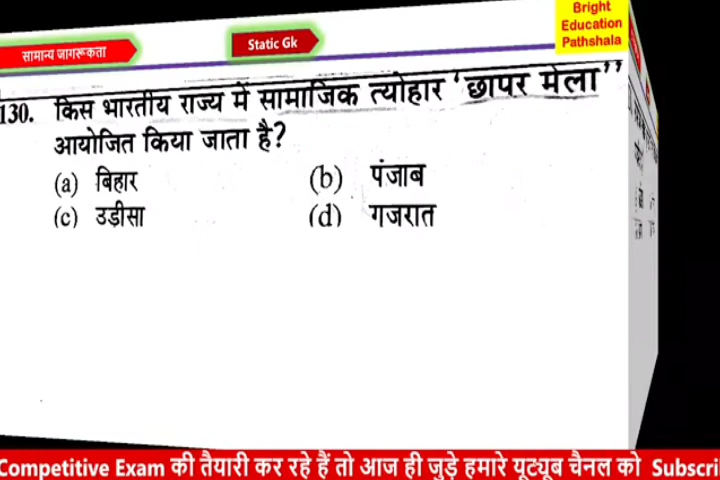 Bright
Education
Pathshala
सामान्य जागरूकता
Static Gk
130. किस भारतीय राज्य में सामाजिक त्योहार ‘छापर मेला’’
आयोजित किया जाता है?
(a) बिहार
(b) पंजाब
(c) उड़ीसा
(d) गजरात
Competitive Exam की तैयारी कर रहे हैं तो आज ही जुड़े हमारे यूट्यूब चैनल को Subscri